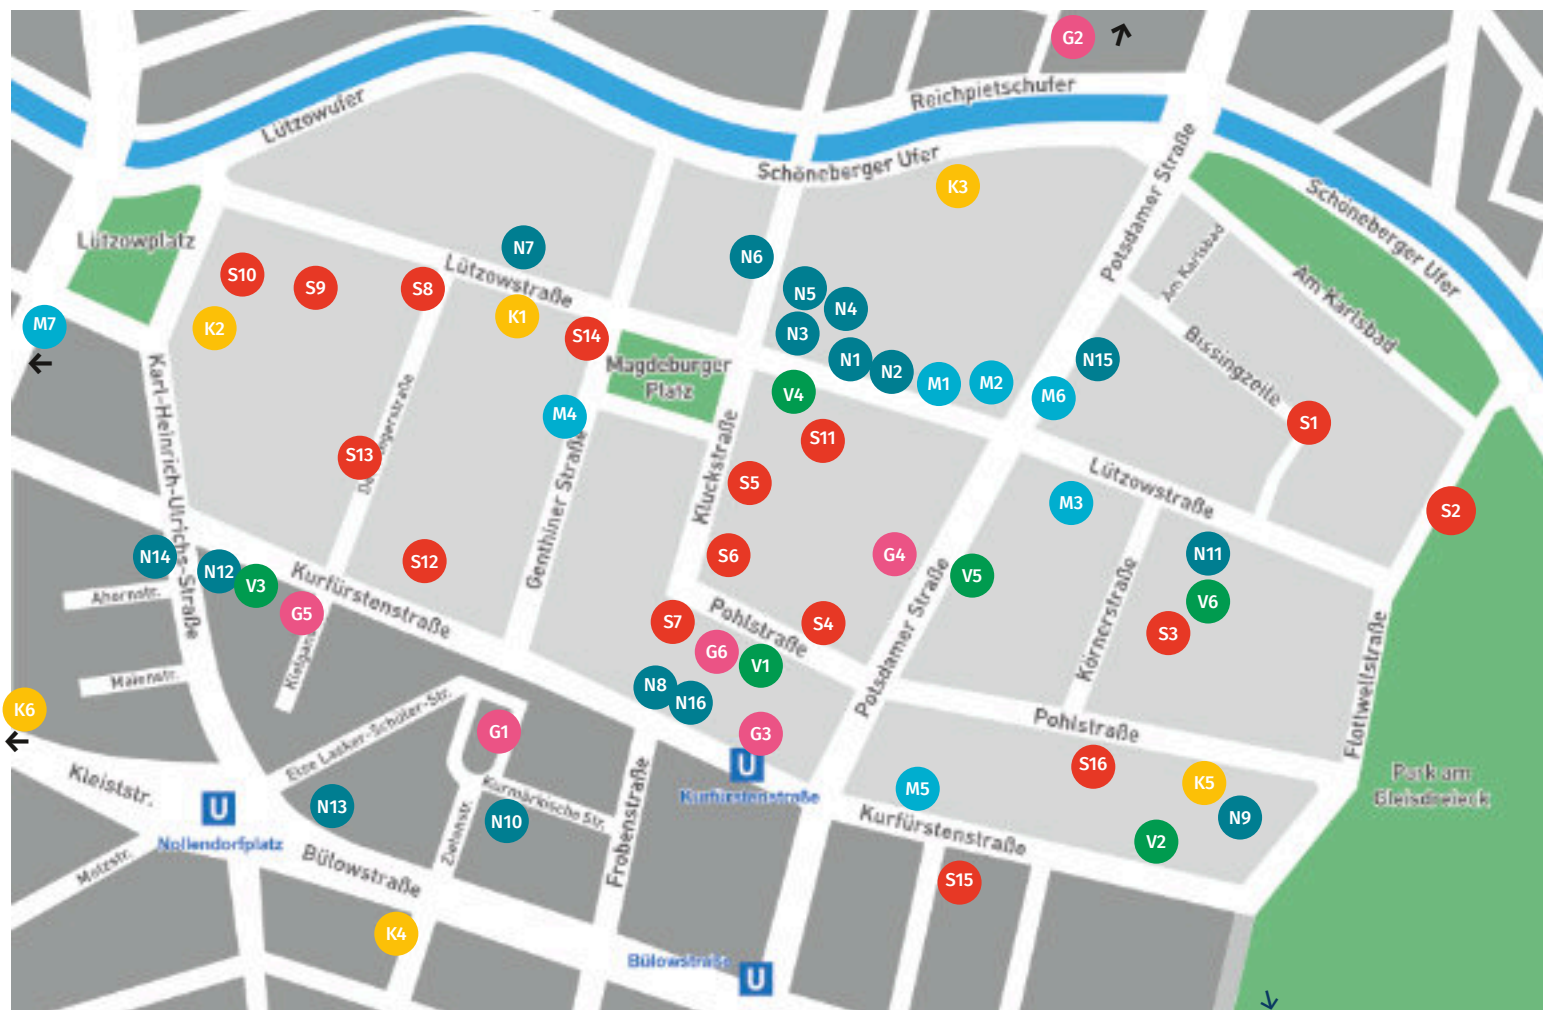 G2
Reichpietschufer
Lützowufer
Schöneberger Ufer
K3
Potsdamer Straße
Schöneberger Ufer
Lützowplatz
N7
N6
Am Karlsbad
Am Karlsbad
S10
S9
S8
Lützowstraße
N5
N4
M7
K2
K1
S14
N3
Bissingzeile
Magdeburger
Platz
N1
N2
M1
M2
N15
M6
V4
Karl-Heinrich-Ulrichs-Straße
M4
S1
S11
S13
Kluckstraße
S5
Lützowstraße
M3
S2
Genthiner Straße
N14
N12
V3
S12
S6
G4
V5
N11
Ahornstr.
Kurfürstenstraße
G5
V6
Pohlstraße
S7
S4
Potsdamer Straße
Körnerstraße
S3
G6
V1
Maienstr.
N8
N16
Flottwellstraße
K6
Else Lasker-Schüler-Str.
G1
G3
Pohlstraße
U
Kurfürstenstraße
S16
K5
Park am
Gleisdreieck
Kleiststr.
M5
U
Nollendorfplatz
N13
Kurmärkische Str.
N10
Zietenstr.
Frobenstraße
Kurfürstenstraße
N9
V2
Motzstr.
Bülowstraße
S15
K4
Bülowstraße
U